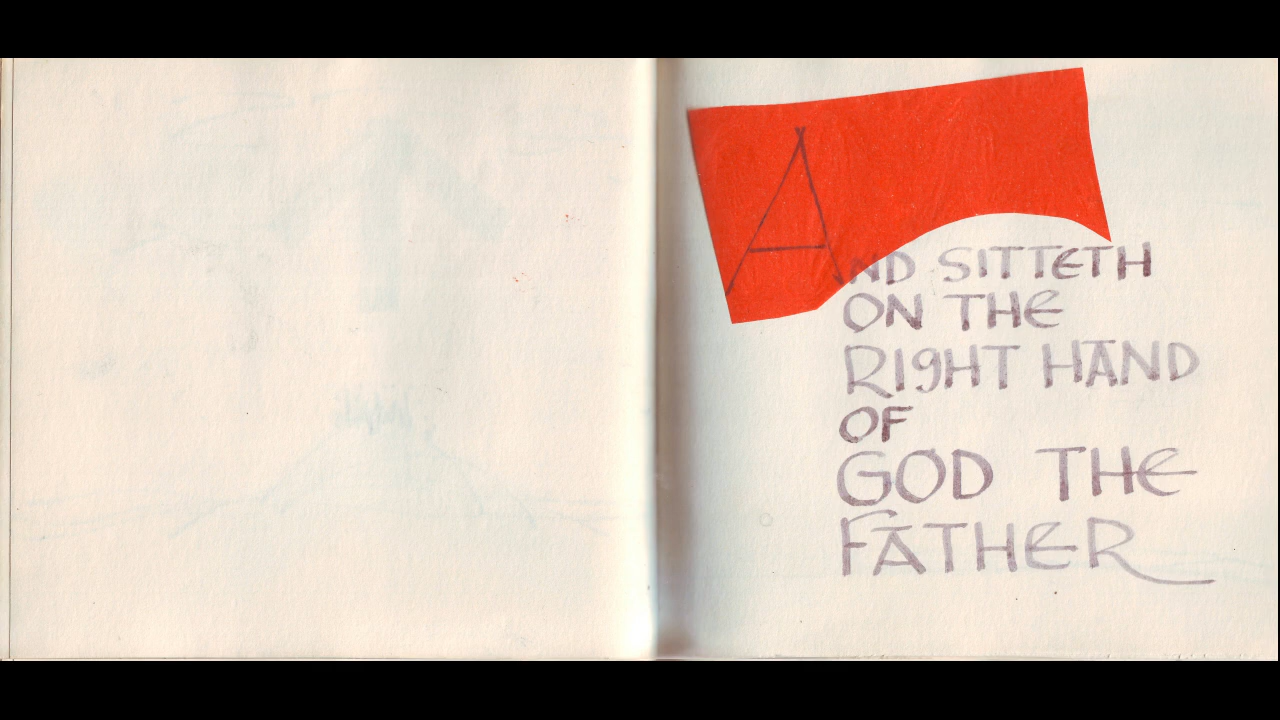 AND SITTETH
ON THE
RIGHT HAND
OF
GOD THE
FATHER